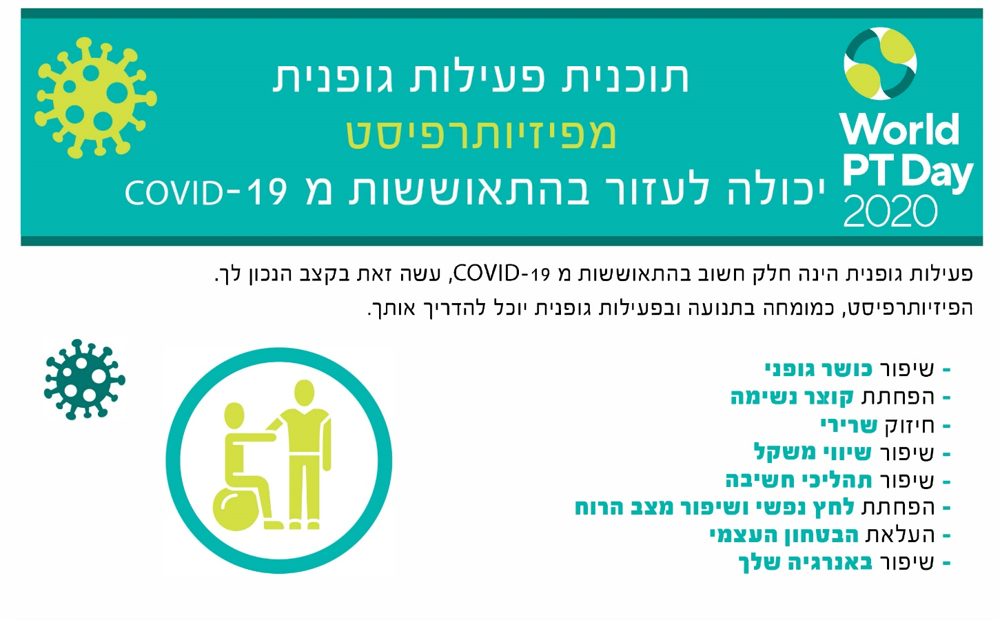 תוכנית פעילות גופנית
מפיזיותרפיסט
יכולה לעזור בהתאוששות מ COVID-19
World
PT Day
2020
פעילות גופנית הינה חלק חשוב בהתאוששות מ COVID-19, עשה זאת בקצב הנכון לך.
הפיזיותרפיסט, כמומחה בתנועה ובפעילות גופנית יוכל להדריך אותך.
- שיפור כושר גופני
- הפחתת קוצר נשימה
- חיזוק שרירי
- שיפור שיווי משקל
- שיפור תהליכי חשיבה
- הפחתת לחץ נפשי ושיפור מצב הרוח
- העלאת הבטחון העצמי
- שיפור באנרגיה שלך